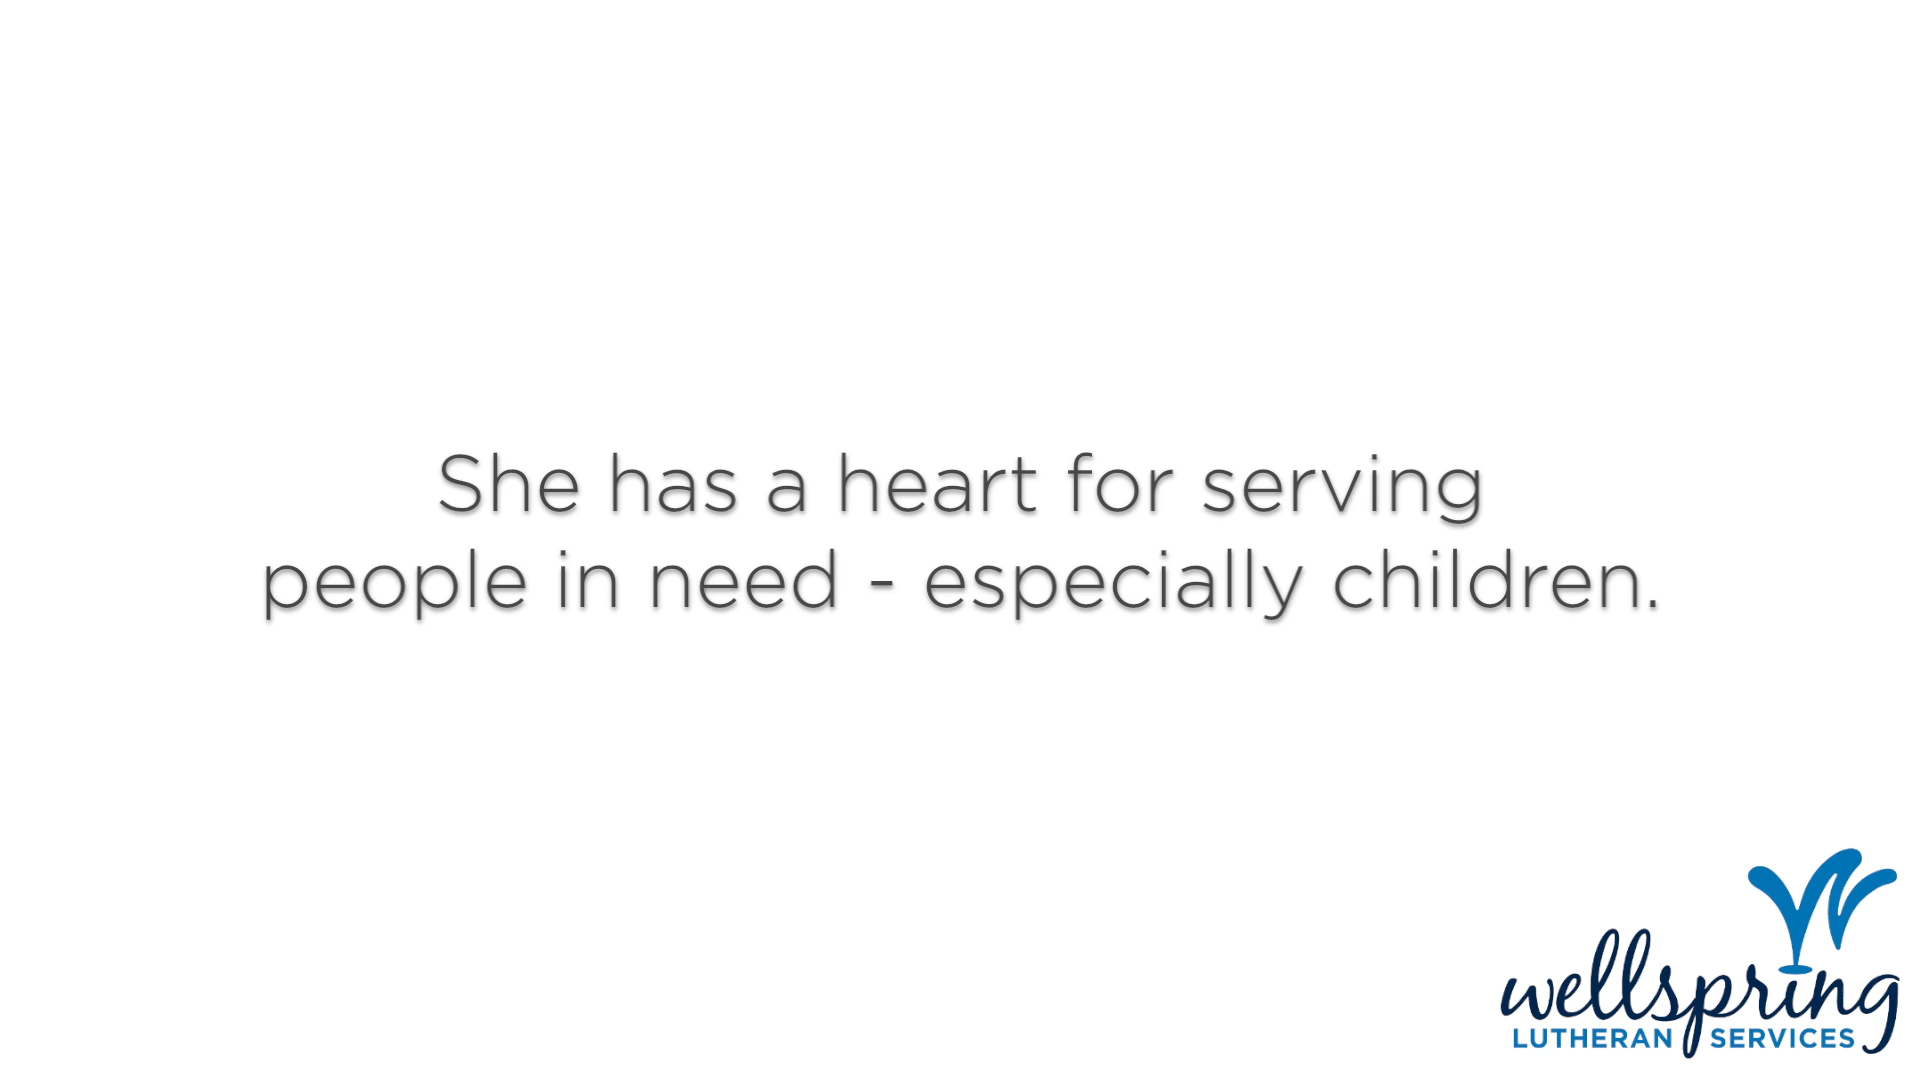 She has a heart for serving
people in need - especially children.
wellspring
LUTHERAN SERVICES